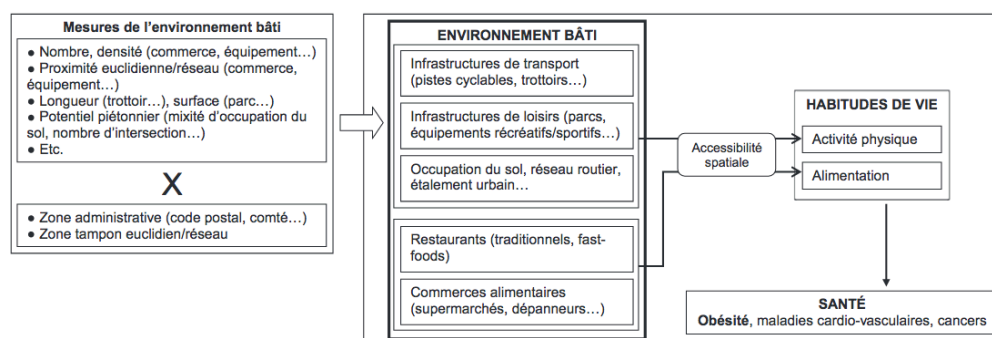 Mesures de l'environnement bâti
● Nombre, densité (commerce, équipement…)
● Proximité euclidienne/réseau (commerce,
équipement…)
● Longueur (trottoir…), surface (parc…)
● Potentiel piétonnier (mixité d'occupation du
sol, nombre d'intersection…)
● Etc.
X
● Zone administrative (code postal, comté…)
● Zone tampon euclidien/réseau
ENVIRONNEMENT BÂTI
Infrastructures de transport
(pistes cyclables, trottoirs…)
Infrastructures de loisirs (parcs,
équipements récréatifs/sportifs…)
Occupation du sol, réseau routier,
étalement urbain…
Restaurants (traditionnels, fast-
foods)
Commerces alimentaires
(supermarchés, dépanneurs…)
Accessibilité
spatiale
HABITUDES DE VIE
Activité physique
Alimentation
SANTÉ
Obésité, maladies cardio-vasculaires, cancers